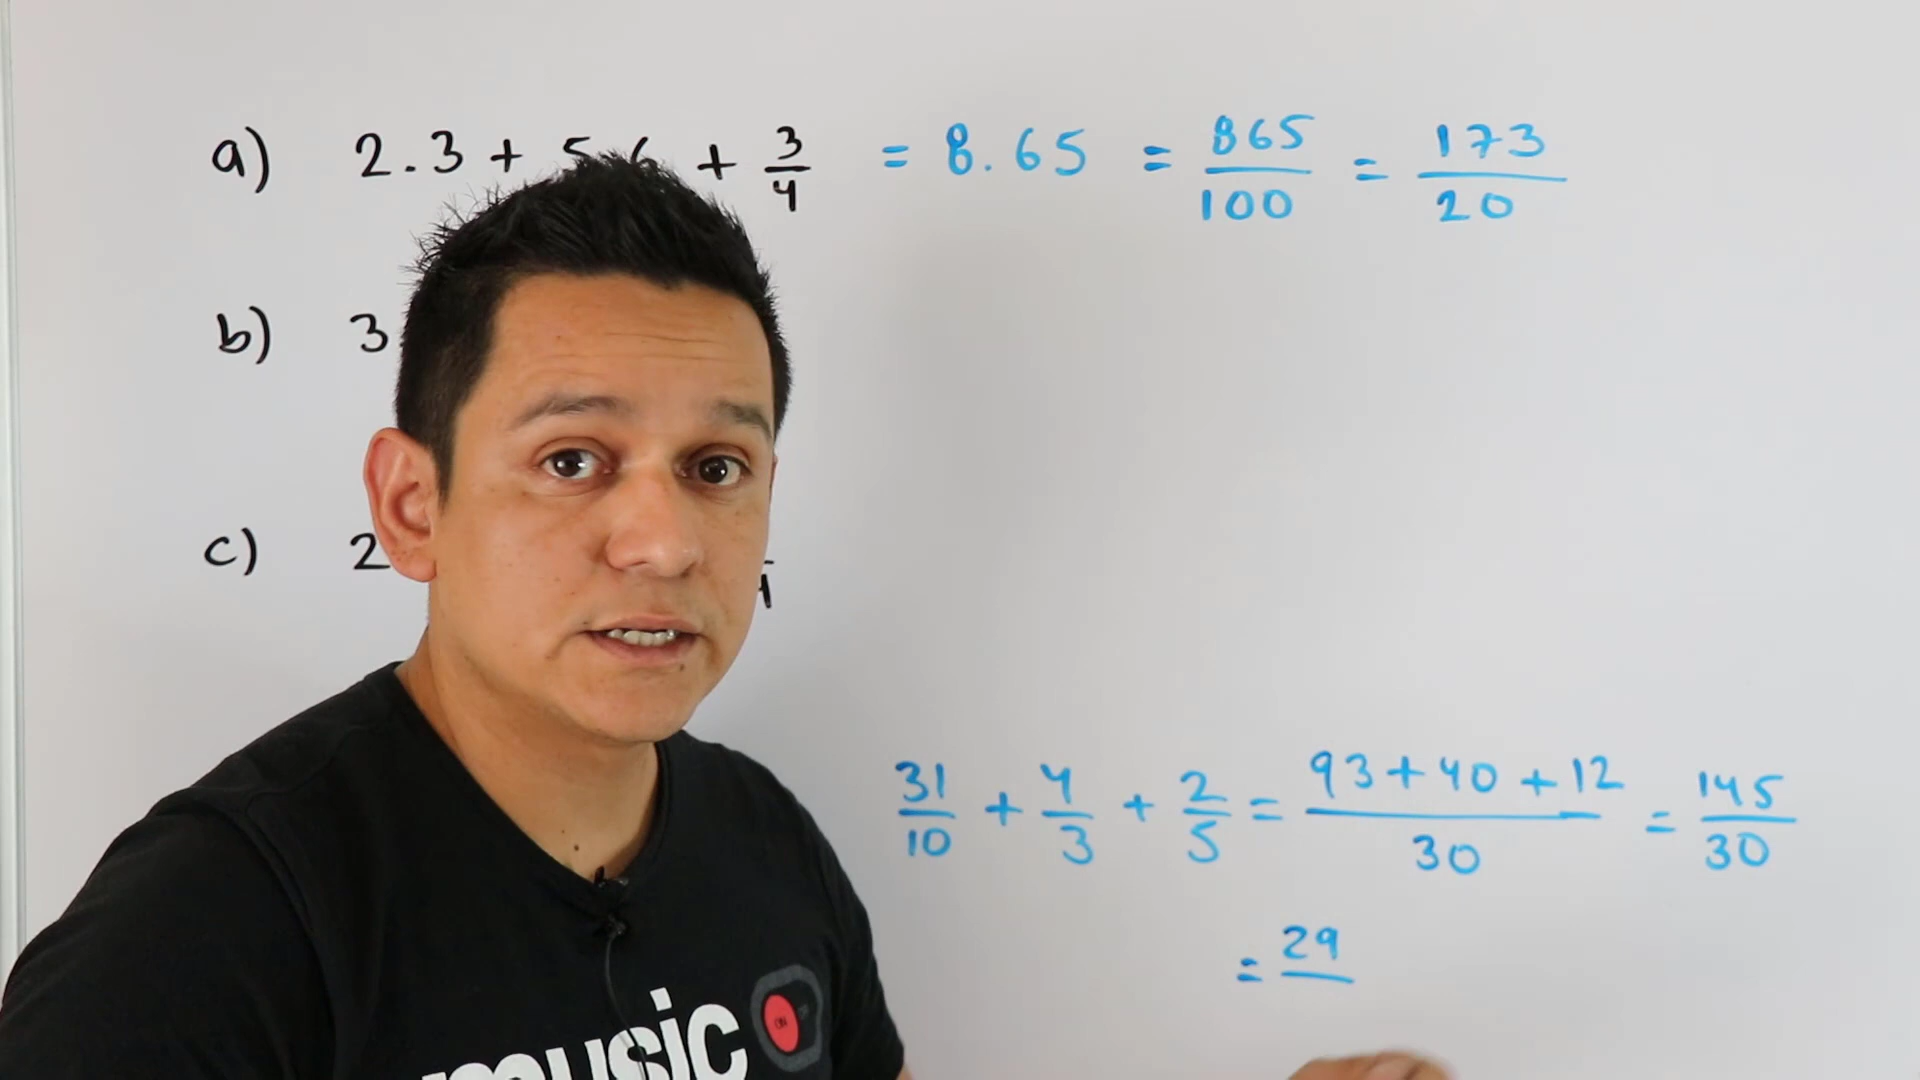 a) 2.3 + 5.6 + 3/4 = 8.65 = 865/100 = 173/20
b) 3
c) 2
31/10 + 4/3 + 2/5 = 93+40+12/30 = 145/30
= 29
music
ON